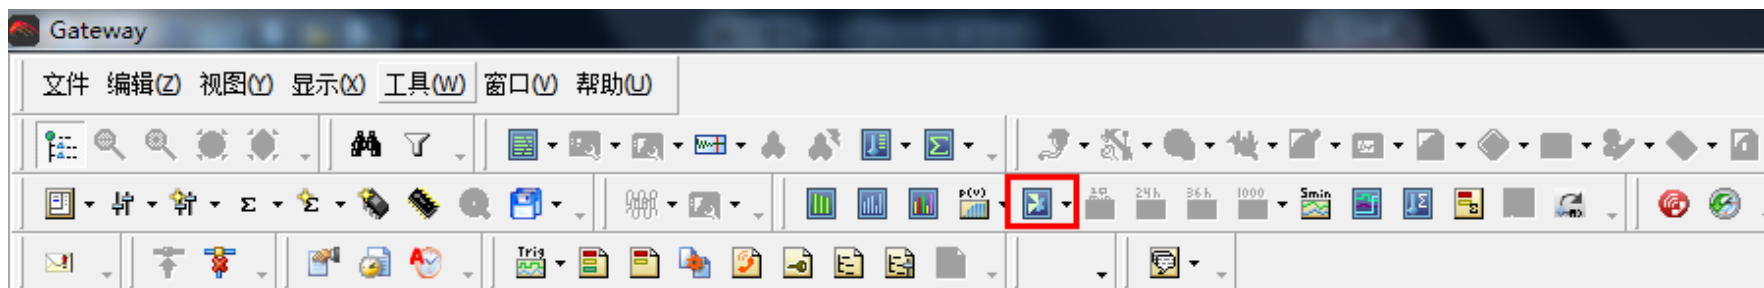 Gateway
文件 编辑(Z) 视图(Y) 显示(X) 工具(W) 窗口(V) 帮助(U)
Σ Σ P(V) 24h 36h 1000 5min Σ Σ
Trig